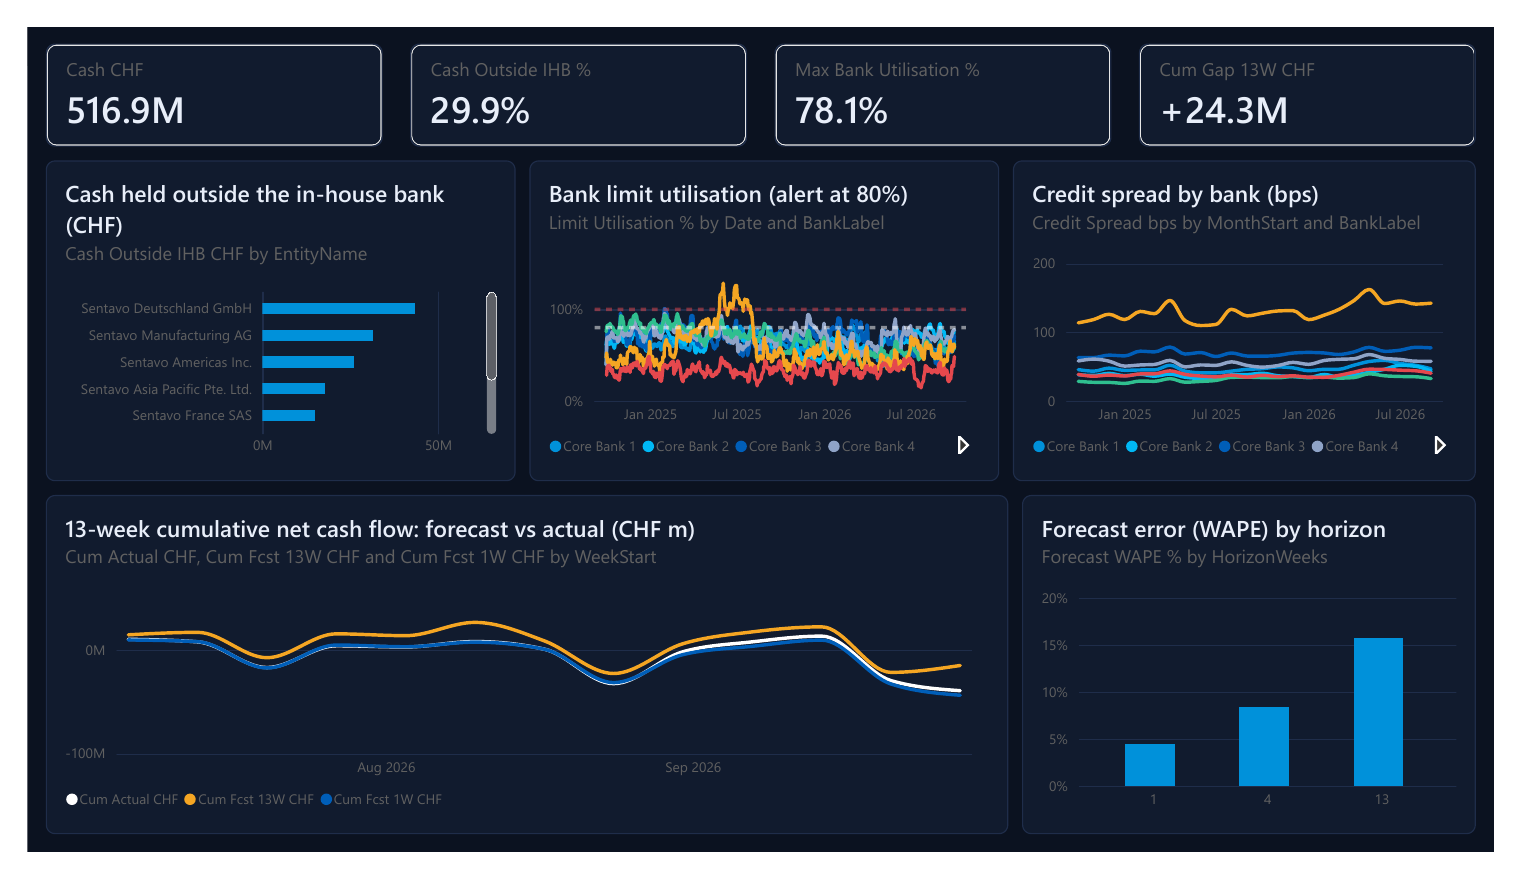 Cash CHF
516.9M
Cash Outside IHB %
29.9%
Max Bank Utilisation %
78.1%
Cum Gap 13W CHF
+24.3M
Cash held outside the in-house bank
(CHF)
Cash Outside IHB CHF by EntityName
Sentavo Deutschland GmbH
Sentavo Manufacturing AG
Sentavo Americas Inc.
Sentavo Asia Pacific Pte. Ltd.
Sentavo France SAS
0M 50M
Bank limit utilisation (alert at 80%)
Limit Utilisation % by Date and BankLabel
100%
0%
Jan 2025 Jul 2025 Jan 2026 Jul 2026
Core Bank 1 Core Bank 2 Core Bank 3 Core Bank 4
Credit spread by bank (bps)
Credit Spread bps by MonthStart and BankLabel
200
100
0
Jan 2025 Jul 2025 Jan 2026 Jul 2026
Core Bank 1 Core Bank 2 Core Bank 3 Core Bank 4
13-week cumulative net cash flow: forecast vs actual (CHF m)
Cum Actual CHF, Cum Fcst 13W CHF and Cum Fcst 1W CHF by WeekStart
0M
-100M
Aug 2026 Sep 2026
Cum Actual CHF Cum Fcst 13W CHF Cum Fcst 1W CHF
Forecast error (WAPE) by horizon
Forecast WAPE % by HorizonWeeks
20%
15%
10%
5%
0%
1 4 13